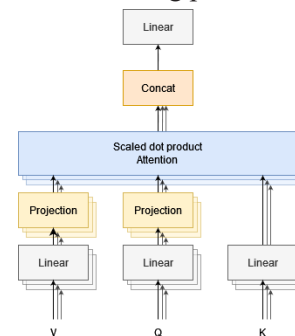 Linear
Concat
Scaled dot product
Attention
Projection Projection
Linear Linear Linear
V Q K